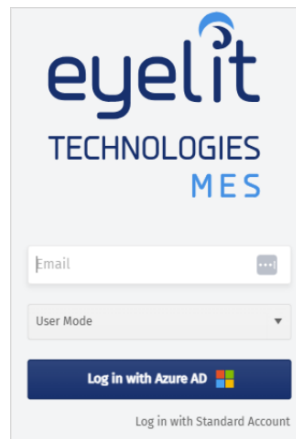 eyelit
TECHNOLOGIES
MES
Email
User Mode
Log in with Azure AD
Log in with Standard Account